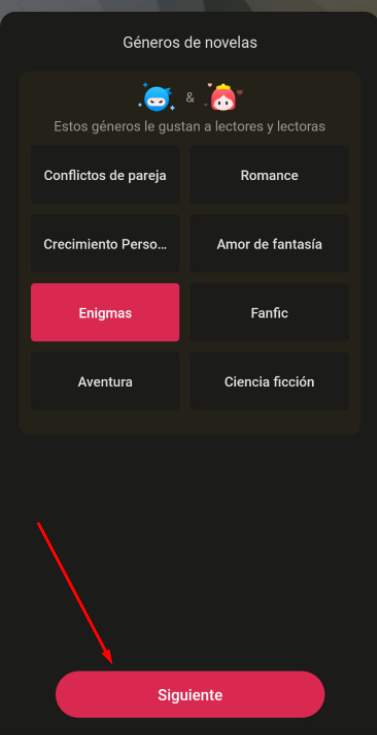 Géneros de novelas
&
Estos géneros le gustan a lectores y lectoras
Conflictos de pareja
Romance
Crecimiento Perso...
Amor de fantasía
Enigmas
Fanfic
Aventura
Ciencia ficción
Siguiente